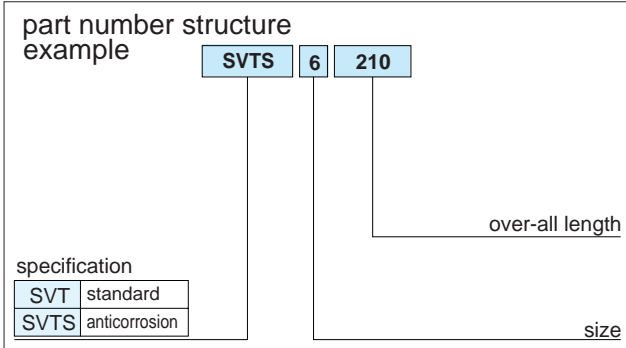 part number structure
example
SVTS 6 210
over-all length
specification
SVT standard
SVTS anticorrosion
size